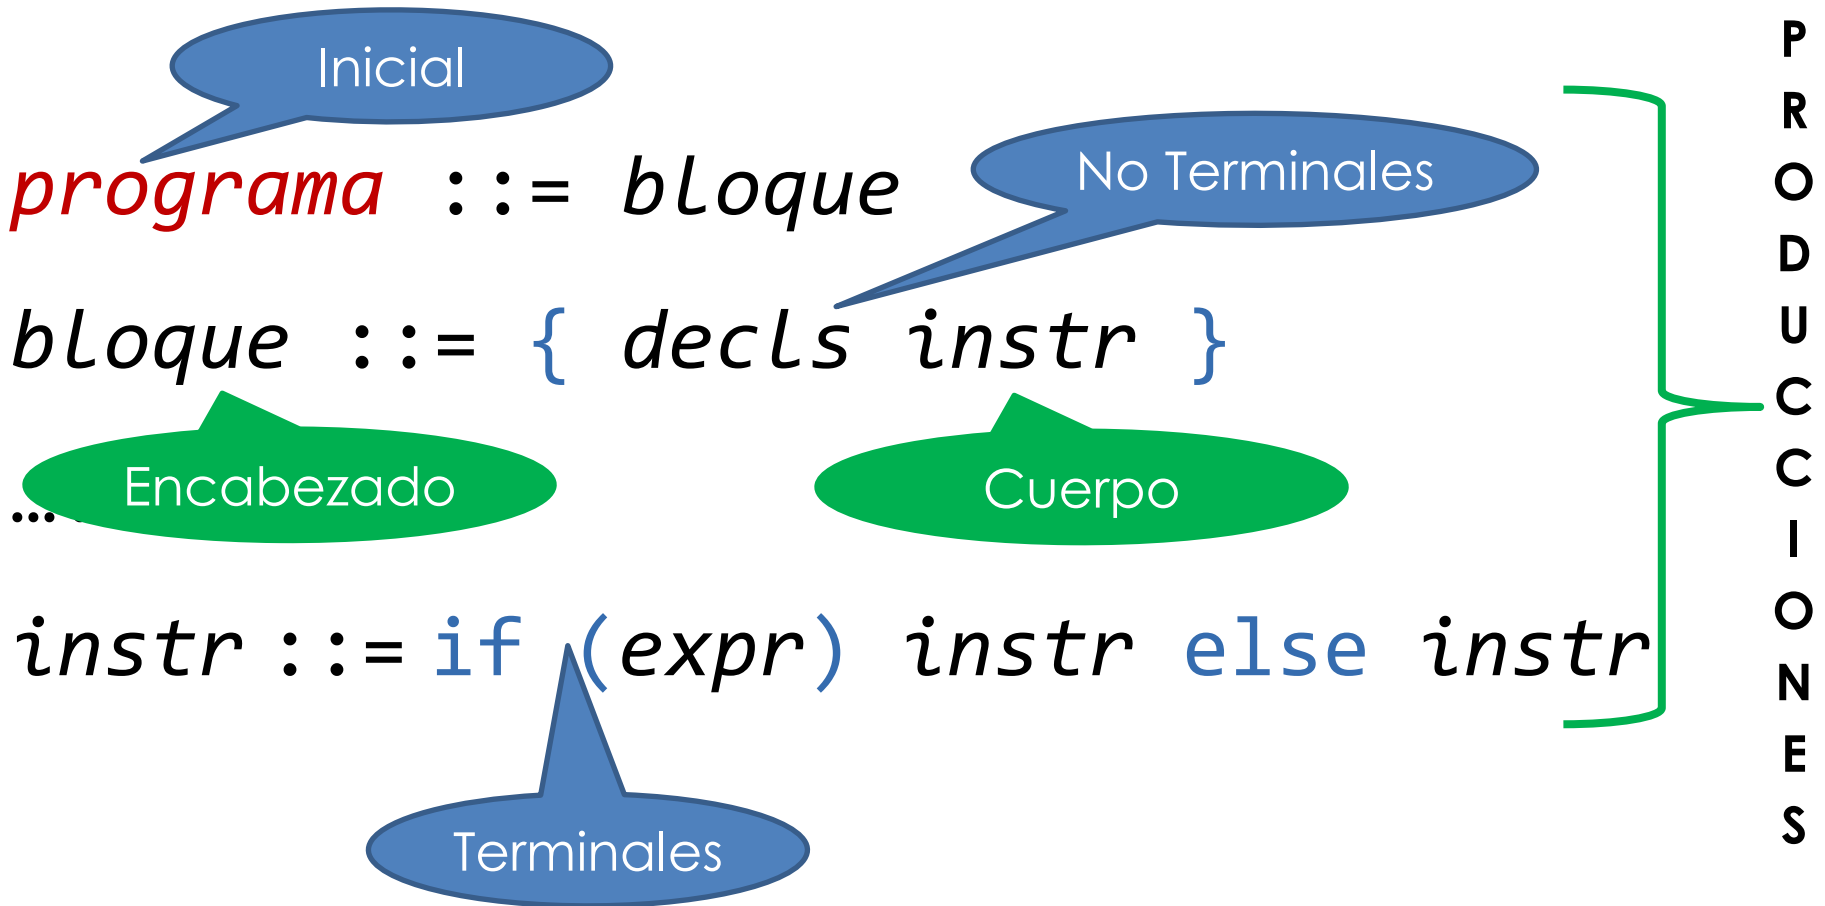 Inicial
programa ::= bloque
No Terminales
bloque ::= { decls instr }
Encabezado
Cuerpo
…
instr ::= if (expr) instr else instr
Terminales
PRODUCCIONES